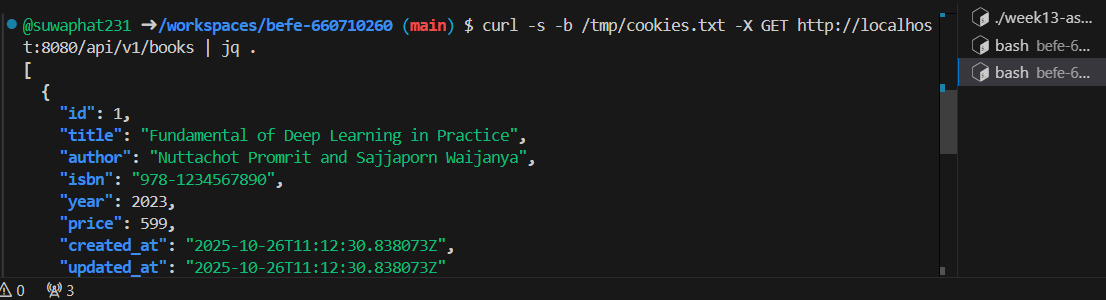 @suwaphat231 ➜/workspaces/befe-660710260 (main) $ curl -s -b /tmp/cookies.txt -X GET http://localhos
t:8080/api/v1/books | jq .
[
  {
    "id": 1,
    "title": "Fundamental of Deep Learning in Practice",
    "author": "Nuttachot Promrit and Sajjaporn Waijanya",
    "isbn": "978-1234567890",
    "year": 2023,
    "price": 599,
    "created_at": "2025-10-26T11:12:30.838073Z",
    "updated_at": "2025-10-26T11:12:30.838073Z"
./week13-as...
bash befe-6...
bash befe-6...
0 3